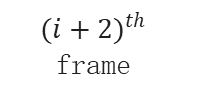 (i + 2)^{th}
frame